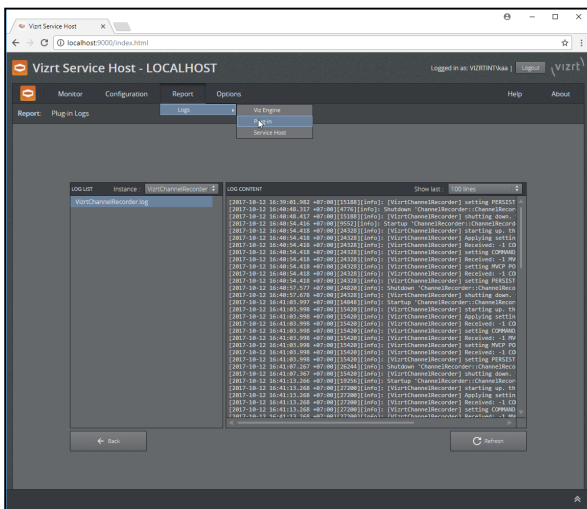 Vizrt Service Host
localhost:9000/index.html
Vizrt Service Host - LOCALHOST
Logged in as: VIZRTINT\kaa | Logout
vizrt
Monitor Configuration Report Options Help About
Report: Plug-in Logs
Logs
Viz Engine
Plug-in
Service Host
LOG LIST Instance : VizrtChannelRecorder
LOG CONTENT Show last : 100 lines
VizrtChannelRecorder.log
[2017-10-12 16:39:01.982 +07:00][15188][info]: [VizrtChannelRecorder] setting PERSIST
[2017-10-12 16:40:48.317 +07:00][4776][info]: Shutdown 'ChannelRecorder::ChannelRecor
[2017-10-12 16:40:48.417 +07:00][15188][info]: [VizrtChannelRecorder] shutting down.
[2017-10-12 16:40:54.416 +07:00][9552][info]: Startup 'ChannelRecorder::ChannelRecord
[2017-10-12 16:40:54.418 +07:00][24328][info]: [VizrtChannelRecorder] starting up. th
[2017-10-12 16:40:54.418 +07:00][24328][info]: [VizrtChannelRecorder] Applying settin
[2017-10-12 16:40:54.418 +07:00][24328][info]: [VizrtChannelRecorder] Received: -1 CO
[2017-10-12 16:40:54.418 +07:00][24328][info]: [VizrtChannelRecorder] setting COMMAND
[2017-10-12 16:40:54.418 +07:00][24328][info]: [VizrtChannelRecorder] Received: -1 MV
[2017-10-12 16:40:54.418 +07:00][24328][info]: [VizrtChannelRecorder] setting MVCP PO
[2017-10-12 16:40:54.418 +07:00][24328][info]: [VizrtChannelRecorder] setting PERSIST
[2017-10-12 16:40:57.577 +07:00][24820][info]: Shutdown 'ChannelRecorder::ChannelReco
[2017-10-12 16:40:57.678 +07:00][24328][info]: [VizrtChannelRecorder] shutting down.
[2017-10-12 16:41:03.997 +07:00][14848][info]: Startup 'ChannelRecorder::ChannelRecor
[2017-10-12 16:41:03.998 +07:00][15420][info]: [VizrtChannelRecorder] starting up. th
[2017-10-12 16:41:03.998 +07:00][15420][info]: [VizrtChannelRecorder] Applying settin
[2017-10-12 16:41:03.998 +07:00][15420][info]: [VizrtChannelRecorder] Received: -1 CO
[2017-10-12 16:41:03.998 +07:00][15420][info]: [VizrtChannelRecorder] setting COMMAND
[2017-10-12 16:41:03.998 +07:00][15420][info]: [VizrtChannelRecorder] Received: -1 MV
[2017-10-12 16:41:03.998 +07:00][15420][info]: [VizrtChannelRecorder] setting MVCP PO
[2017-10-12 16:41:03.998 +07:00][15420][info]: [VizrtChannelRecorder] setting PERSIST
[2017-10-12 16:41:07.267 +07:00][26244][info]: Shutdown 'ChannelRecorder::ChannelReco
[2017-10-12 16:41:07.367 +07:00][15420][info]: [VizrtChannelRecorder] shutting down.
[2017-10-12 16:41:13.266 +07:00][19256][info]: Startup 'ChannelRecorder::ChannelRecor
[2017-10-12 16:41:13.268 +07:00][27200][info]: [VizrtChannelRecorder] starting up. th
[2017-10-12 16:41:13.268 +07:00][27200][info]: [VizrtChannelRecorder] Applying settin
[2017-10-12 16:41:13.268 +07:00][27200][info]: [VizrtChannelRecorder] Received: -1 CO
[2017-10-12 16:41:13.268 +07:00][27200][info]: [VizrtChannelRecorder] setting COMMAND
Back
Refresh